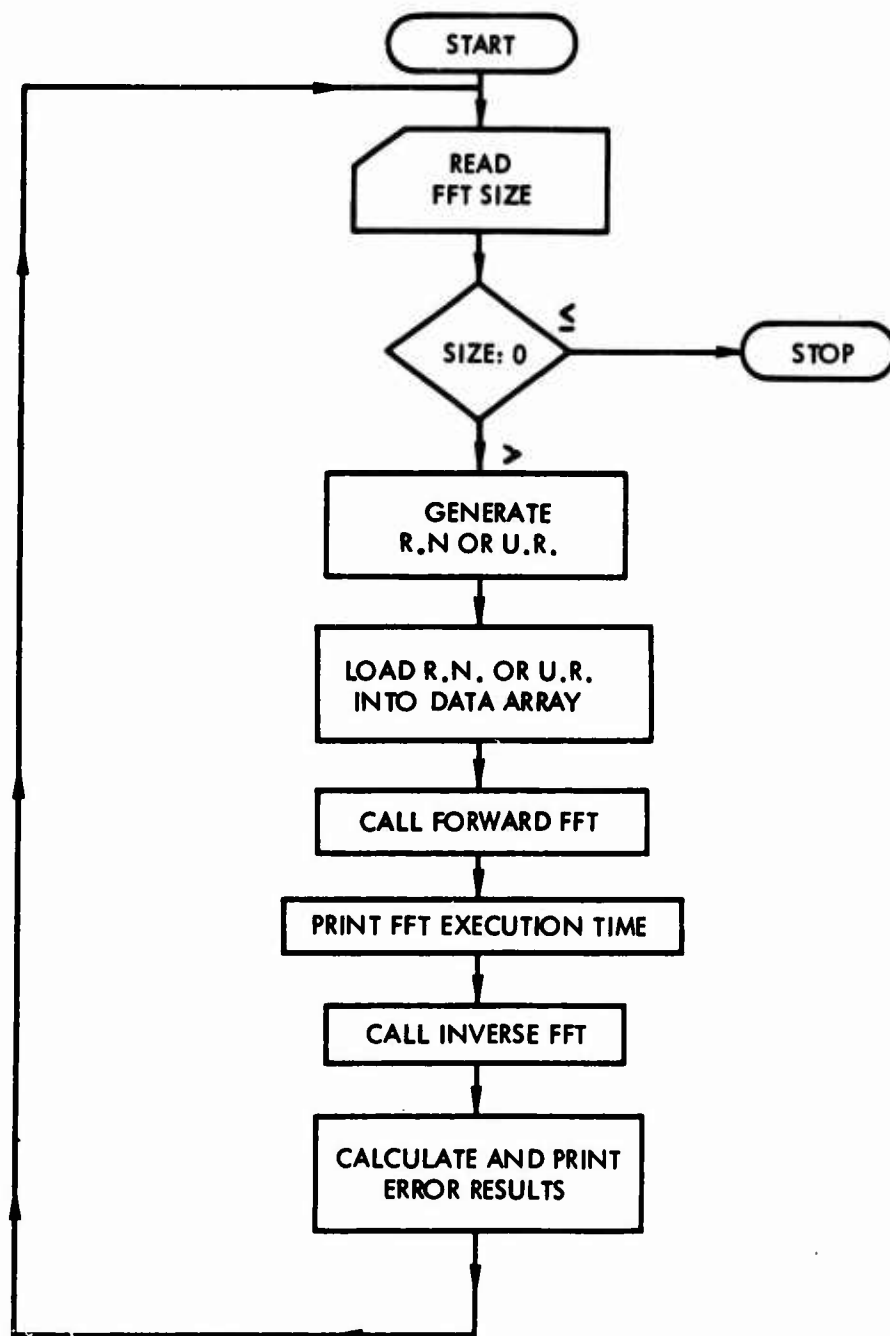 START
READ
FFT SIZE
SIZE: 0
≤
STOP
>
GENERATE
R.N OR U.R.
LOAD R.N. OR U.R.
INTO DATA ARRAY
CALL FORWARD FFT
PRINT FFT EXECUTION TIME
CALL INVERSE FFT
CALCULATE AND PRINT
ERROR RESULTS